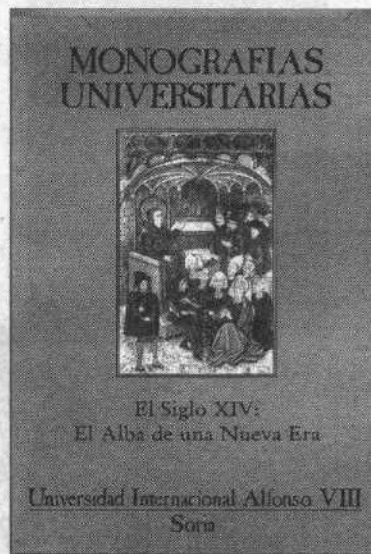 MONOGRAFIAS
UNIVERSITARIAS
El Siglo XIV:
El Alba de una Nueva Era
Universidad Internacional Alfonso VIII
Soria